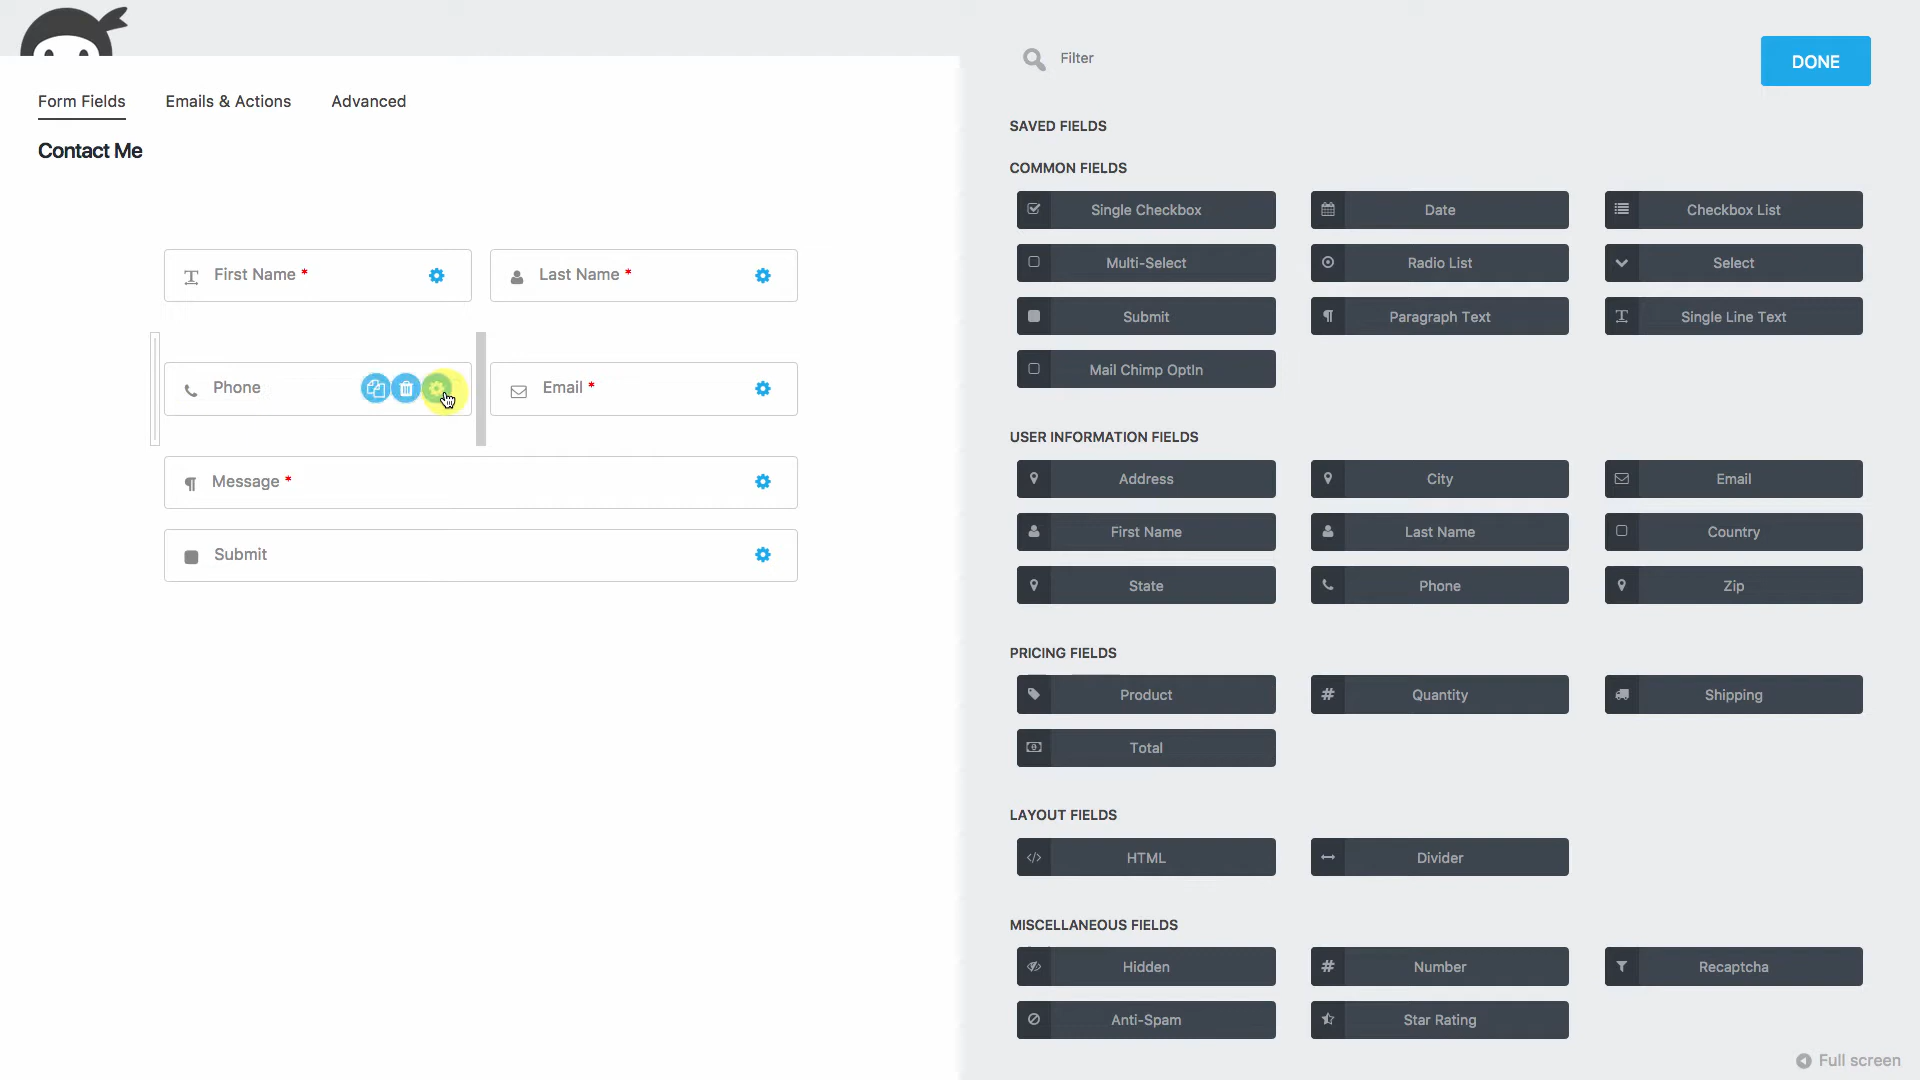 Filter
DONE
Form Fields Emails & Actions Advanced
Contact Me
First Name *
Last Name *
Phone
Email *
Message *
Submit
SAVED FIELDS
COMMON FIELDS
Single Checkbox
Date
Checkbox List
Multi-Select
Radio List
Select
Submit
Paragraph Text
Single Line Text
Mail Chimp OptIn
USER INFORMATION FIELDS
Address
City
Email
First Name
Last Name
Country
State
Phone
Zip
PRICING FIELDS
Product
Quantity
Shipping
Total
LAYOUT FIELDS
HTML
Divider
MISCELLANEOUS FIELDS
Hidden
Number
Recaptcha
Anti-Spam
Star Rating
Full screen